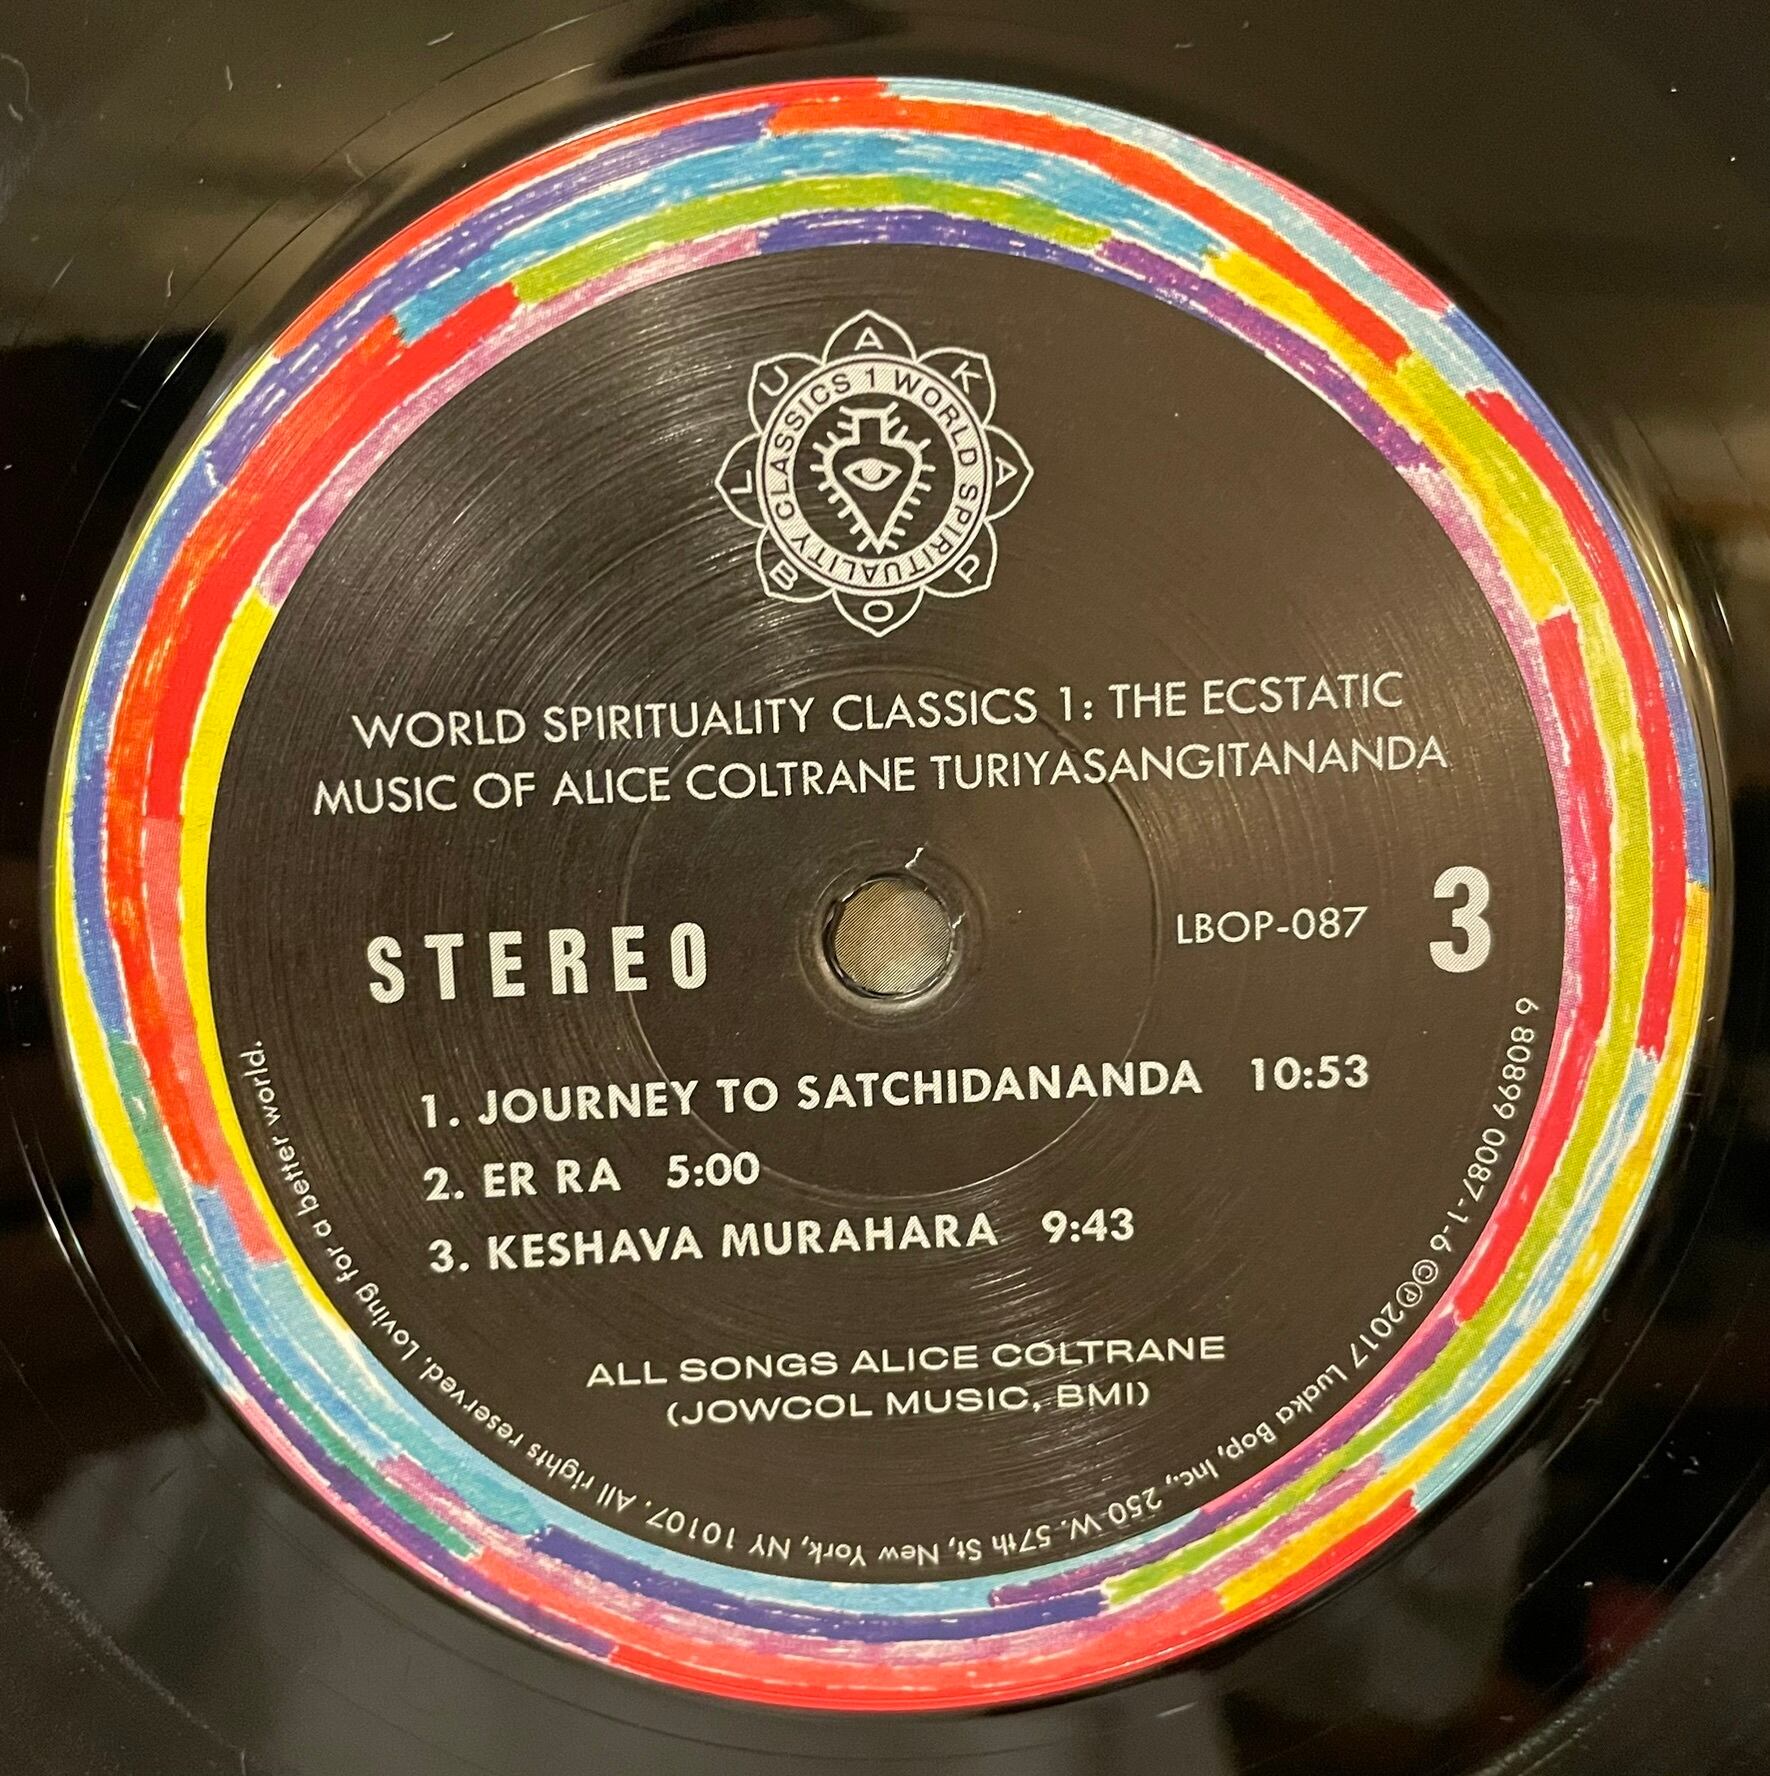 LUAKA BOP
WORLD SPIRITUALITY CLASSICS 1
WORLD SPIRITUALITY CLASSICS 1: THE ECSTATIC
MUSIC OF ALICE COLTRANE TURIYASANGITANANDA
STEREO
LBOP-087
3
1. JOURNEY TO SATCHIDANANDA 10:53
2. ER RA 5:00
3. KESHAVA MURAHARA 9:43
ALL SONGS ALICE COLTRANE
(JOWCOL MUSIC, BMI)
6 80899 0087-1-6 ©℗2017 Luaka Bop, Inc., 250 W. 57th St, New York, NY 10107. All rights reserved. Loving for a better world.